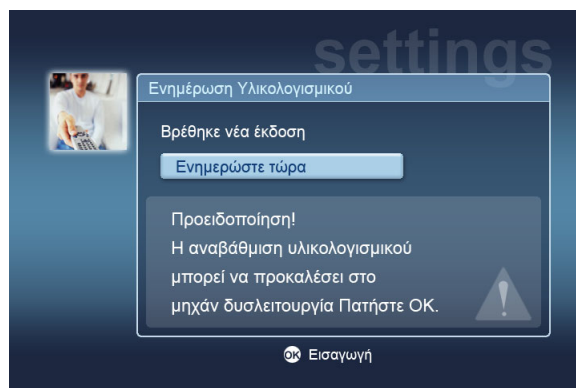 settings
Ενημέρωση Υλικολογισμικού
Βρέθηκε νέα έκδοση
Ενημερώστε τώρα
Προειδοποίηση!
Η αναβάθμιση υλικολογισμικού
μπορεί να προκαλέσει στο
μηχάν δυσλειτουργία Πατήστε OK.
OK Εισαγωγή